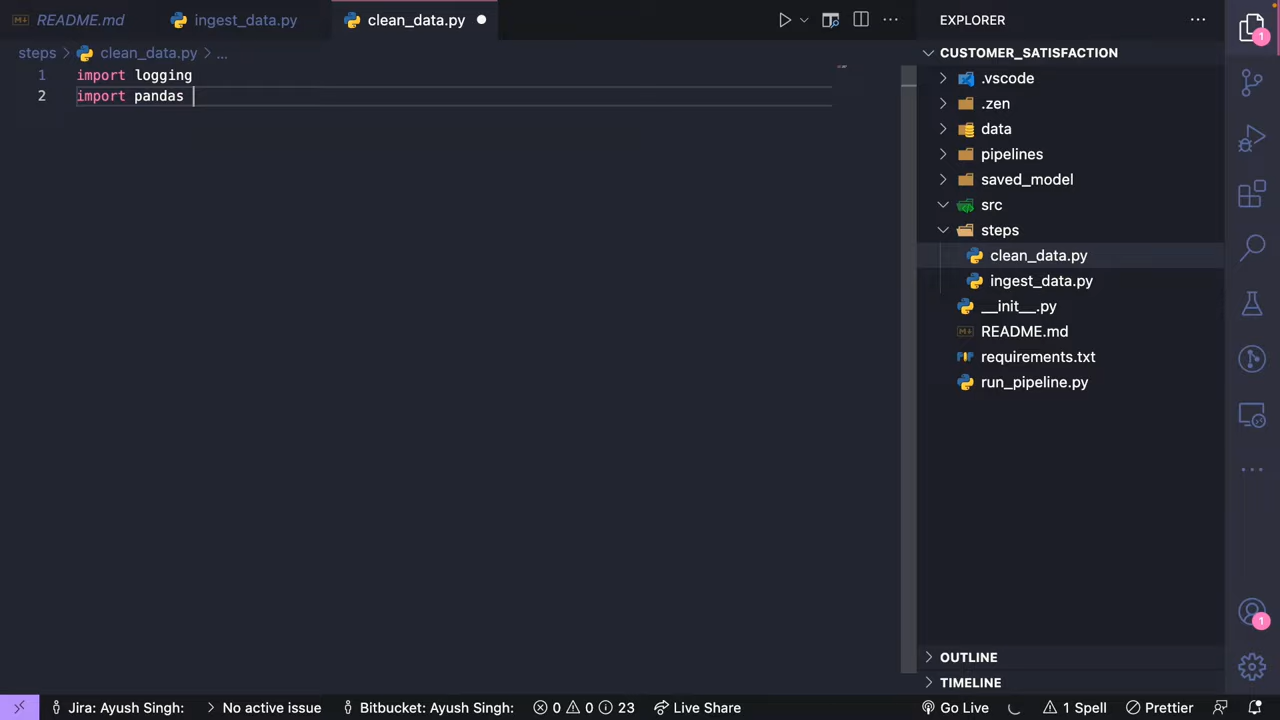 README.md
ingest_data.py
clean_data.py
steps > clean_data.py > ...
1 import logging
2 import pandas
EXPLORER
CUSTOMER_SATISFACTION
.vscode
.zen
data
pipelines
saved_model
src
steps
clean_data.py
ingest_data.py
__init__.py
README.md
requirements.txt
run_pipeline.py
OUTLINE
TIMELINE
1
1
Jira: Ayush Singh: > No active issue Bitbucket: Ayush Singh: 0 0 23 Live Share Go Live 1 Spell Prettier